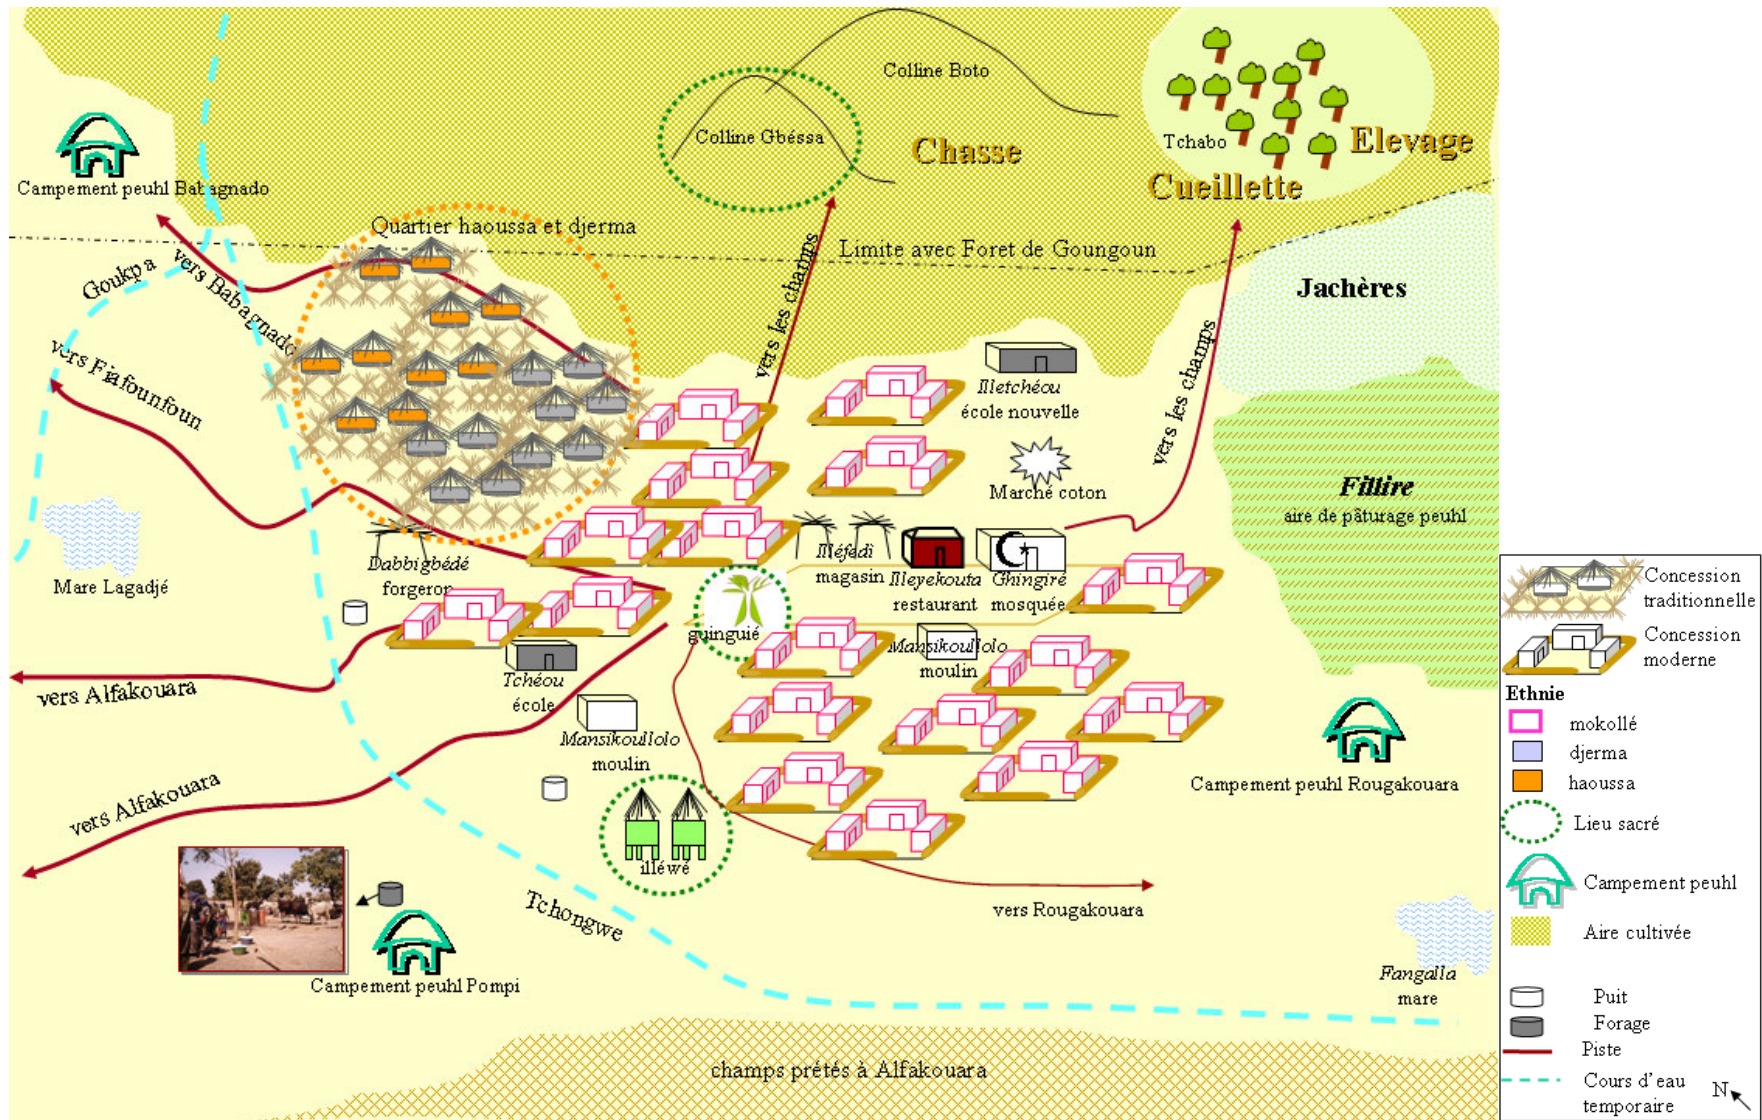 Colline Boto
Colline Gbéssa
Chasse
Tchabo
Elevage
Cueillette
Campement peuhl Babagnado
Quartier haoussa et djerma
Limite avec Foret de Goungoun
Goukpa
vers Babagnado
vers les champs
vers les champs
Jachères
vers Fiafounfoun
Illetchéou
école nouvelle
Marché coton
Fillire
aire de pâturage peuhl
Mare Lagadjé
Dabbigbédé
forgeron
Illéfedi
magasin
Illeyekouta
restaurant
Ghingiré
mosquée
guinguié
Mansikoullolo
moulin
vers Alfakouara
Tchéou
école
Mansikoullolo
moulin
vers Alfakouara
Campement peuhl Rougakouara
illéwé
Tchongwe
vers Rougakouara
Campement peuhl Pompi
Fangalla
mare
champs prétés à Alfakouara
Concession
traditionnelle
Concession
moderne
Ethnie
mokollé
djerma
haoussa
Lieu sacré
Campement peuhl
Aire cultivée
Puit
Forage
Piste
Cours d'eau
temporaire
N